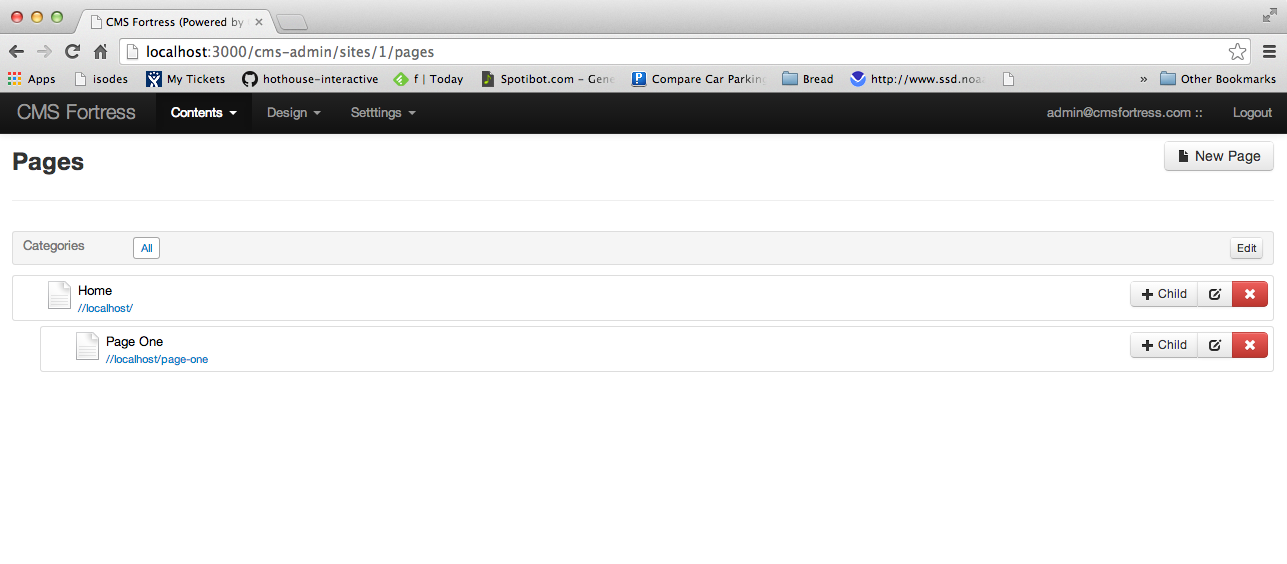 CMS Fortress (Powered by
localhost:3000/cms-admin/sites/1/pages
Apps isodes My Tickets hothouse-interactive f | Today Spotibot.com – Gene Compare Car Parking Bread http://www.ssd.noaa » Other Bookmarks
CMS Fortress Contents Design Setttings admin@cmsfortress.com :: Logout
Pages New Page
Categories All Edit
Home
//localhost/
Child
Page One
//localhost/page-one
Child